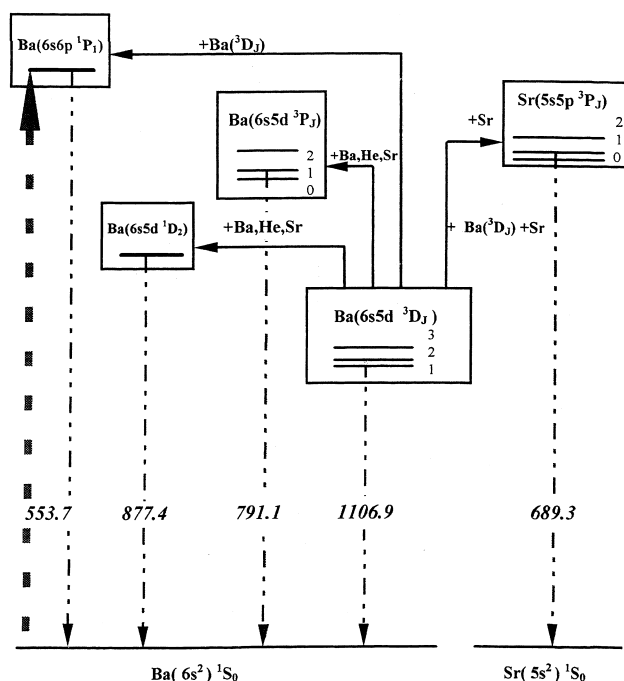 Ba(6s6p ¹P₁)
+Ba(³D_J)
Ba(6s5d ³P_J)
2
1
0
+Ba,He,Sr
Sr(5s5p ³P_J)
2
1
0
+Sr
Ba(6s5d ¹D₂)
+Ba,He,Sr
+ Ba(³D_J) +Sr
Ba(6s5d ³D_J )
3
2
1
553.7
877.4
791.1
1106.9
689.3
Ba( 6s² ) ¹S₀
Sr( 5s² ) ¹S₀